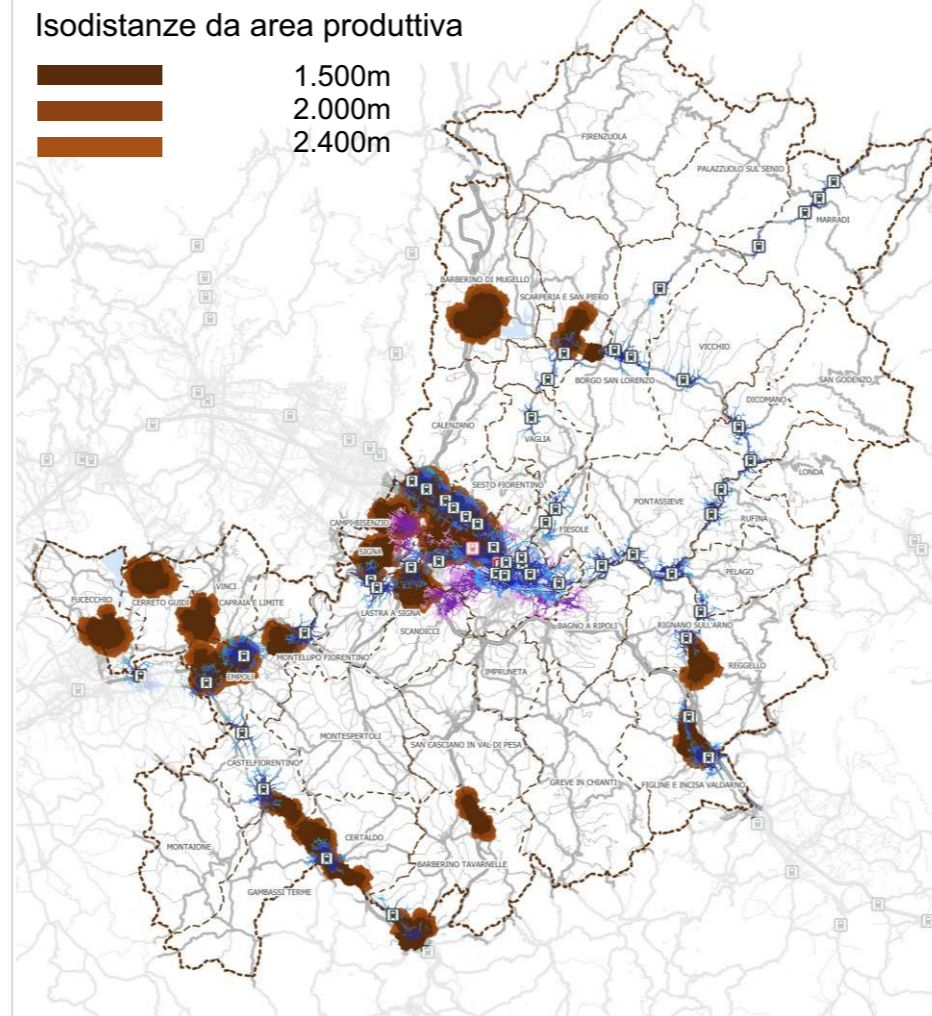 Isodistanze da area produttiva
1.500m
2.000m
2.400m
FIRENZUOLA
PALAZZUOLO SUL SENIO
MARRADI
BARBERINO DI MUGELLO
SCARPERIA E SAN PIERO
VICCHIO
SAN GODENZO
BORGO SAN LORENZO
DICOMANO
CALENZANO
VAGLIA
LONDA
SESTO FIORENTINO
PONTASSIEVE
CAMPI BISENZIO
RUFINA
FIESOLE
SIGNA
PELAGO
VINCI
FUCECCHIO
CERRETO GUIDI
CAPRAIA E LIMITE
LASTRA A SIGNA
BAGNO A RIPOLI
RIGNANO SULL'ARNO
SCANDICCI
MONTELUPO FIORENTINO
REGGELLO
IMPRUNETA
EMPOLI
MONTESPERTOLI
SAN CASCIANO IN VAL DI PESA
CASTELFIORENTINO
GREVE IN CHIANTI
FIGLINE E INCISA VALDARNO
CERTALDO
MONTAIONE
BARBERINO TAVARNELLE
GAMBASSI TERME